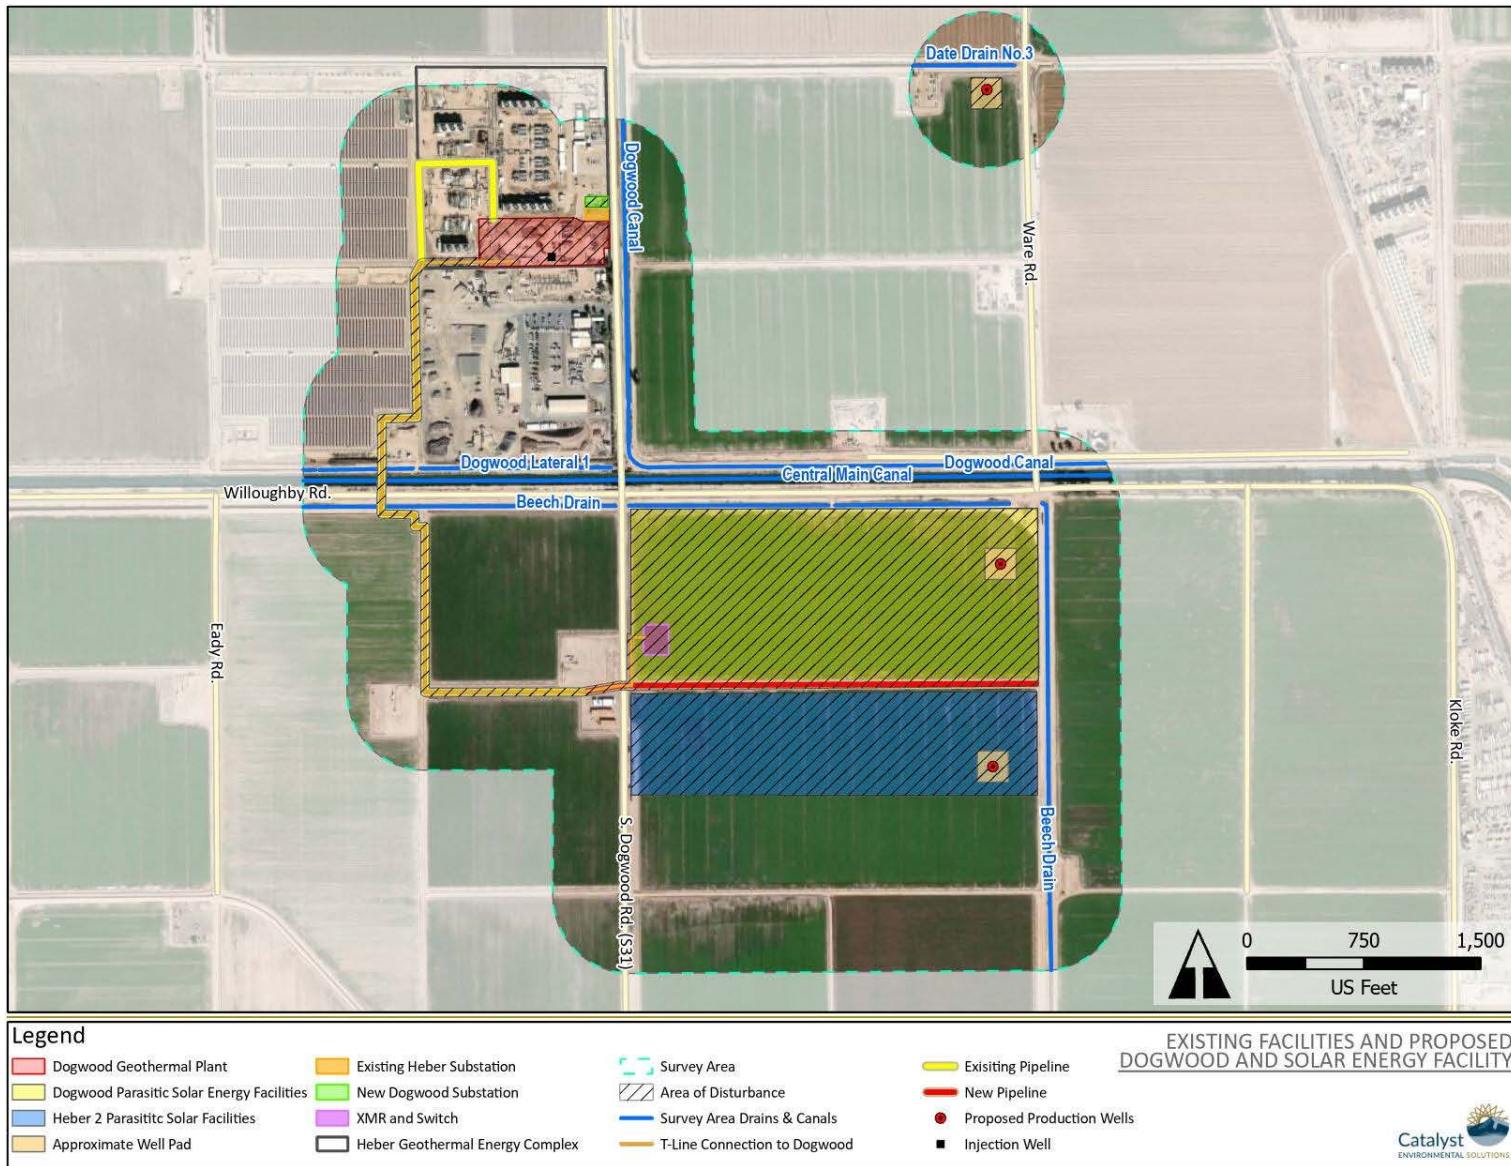 Date Drain No.3
Dogwood Canal
Ware Rd.
Dogwood Lateral 1
Dogwood Canal
Central Main Canal
Willoughby Rd.
Beech Drain
Eady Rd.
Kloke Rd.
Beech Drain
S. Dogwood Rd. (S31)
0 750 1,500
US Feet
Legend
EXISTING FACILITIES AND PROPOSED
DOGWOOD AND SOLAR ENERGY FACILITY
Dogwood Geothermal Plant
Dogwood Parasitic Solar Energy Facilities
Heber 2 Parasititc Solar Facilities
Approximate Well Pad
Existing Heber Substation
New Dogwood Substation
XMR and Switch
Heber Geothermal Energy Complex
Survey Area
Area of Disturbance
Survey Area Drains & Canals
T-Line Connection to Dogwood
Exisiting Pipeline
New Pipeline
Proposed Production Wells
Injection Well
Catalyst
ENVIRONMENTAL SOLUTIONS